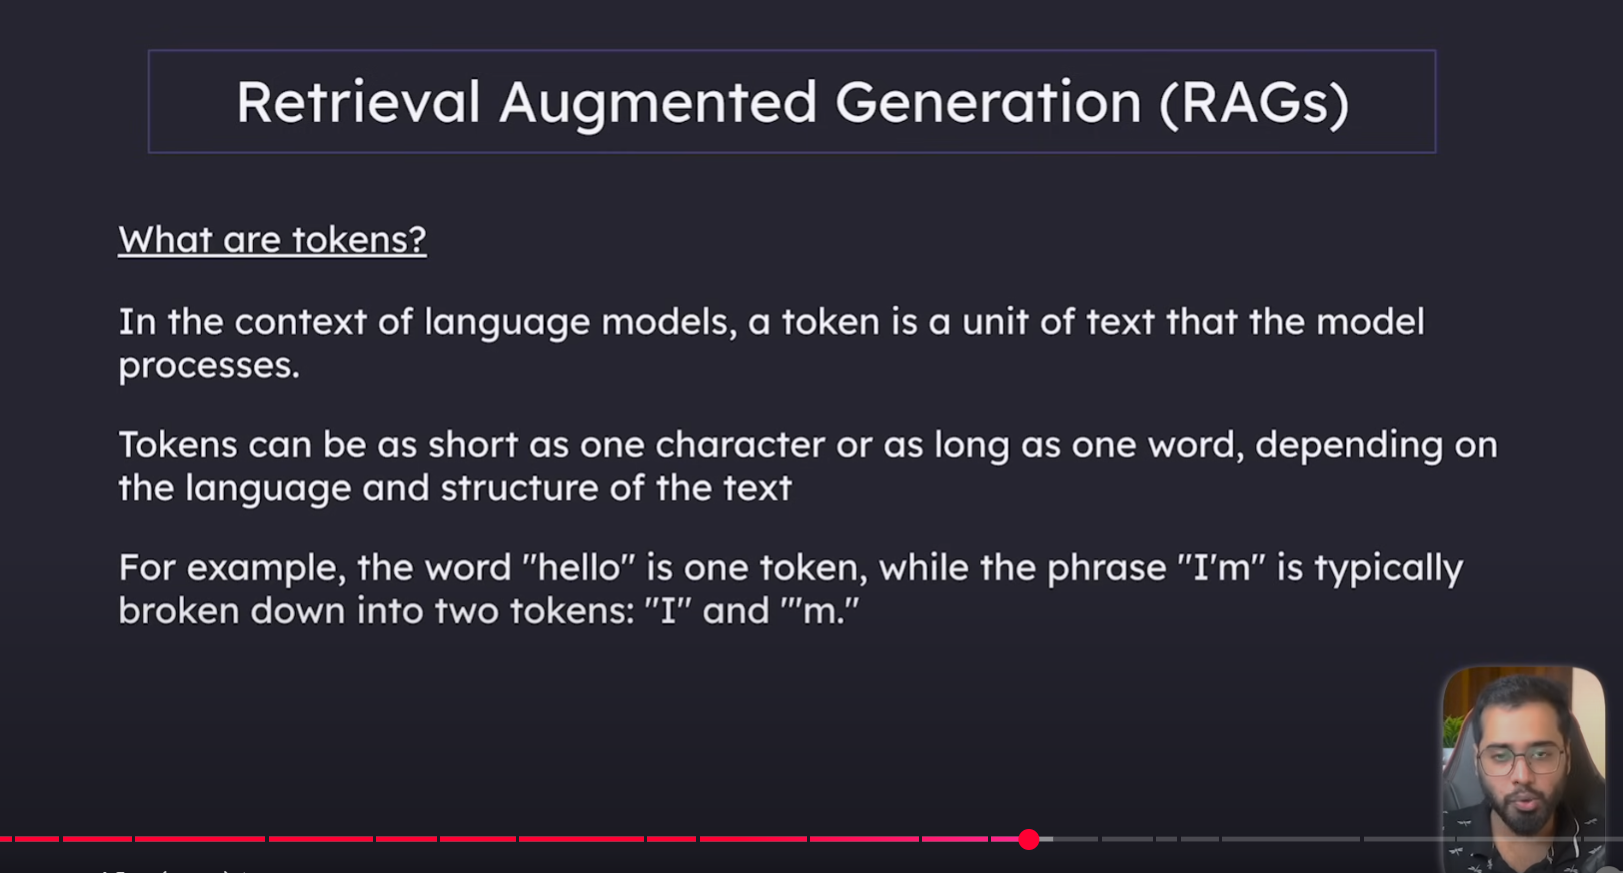 Retrieval Augmented Generation (RAGs)
What are tokens?
In the context of language models, a token is a unit of text that the model
processes.
Tokens can be as short as one character or as long as one word, depending on
the language and structure of the text
For example, the word "hello" is one token, while the phrase "I'm" is typically
broken down into two tokens: "I" and "'m."